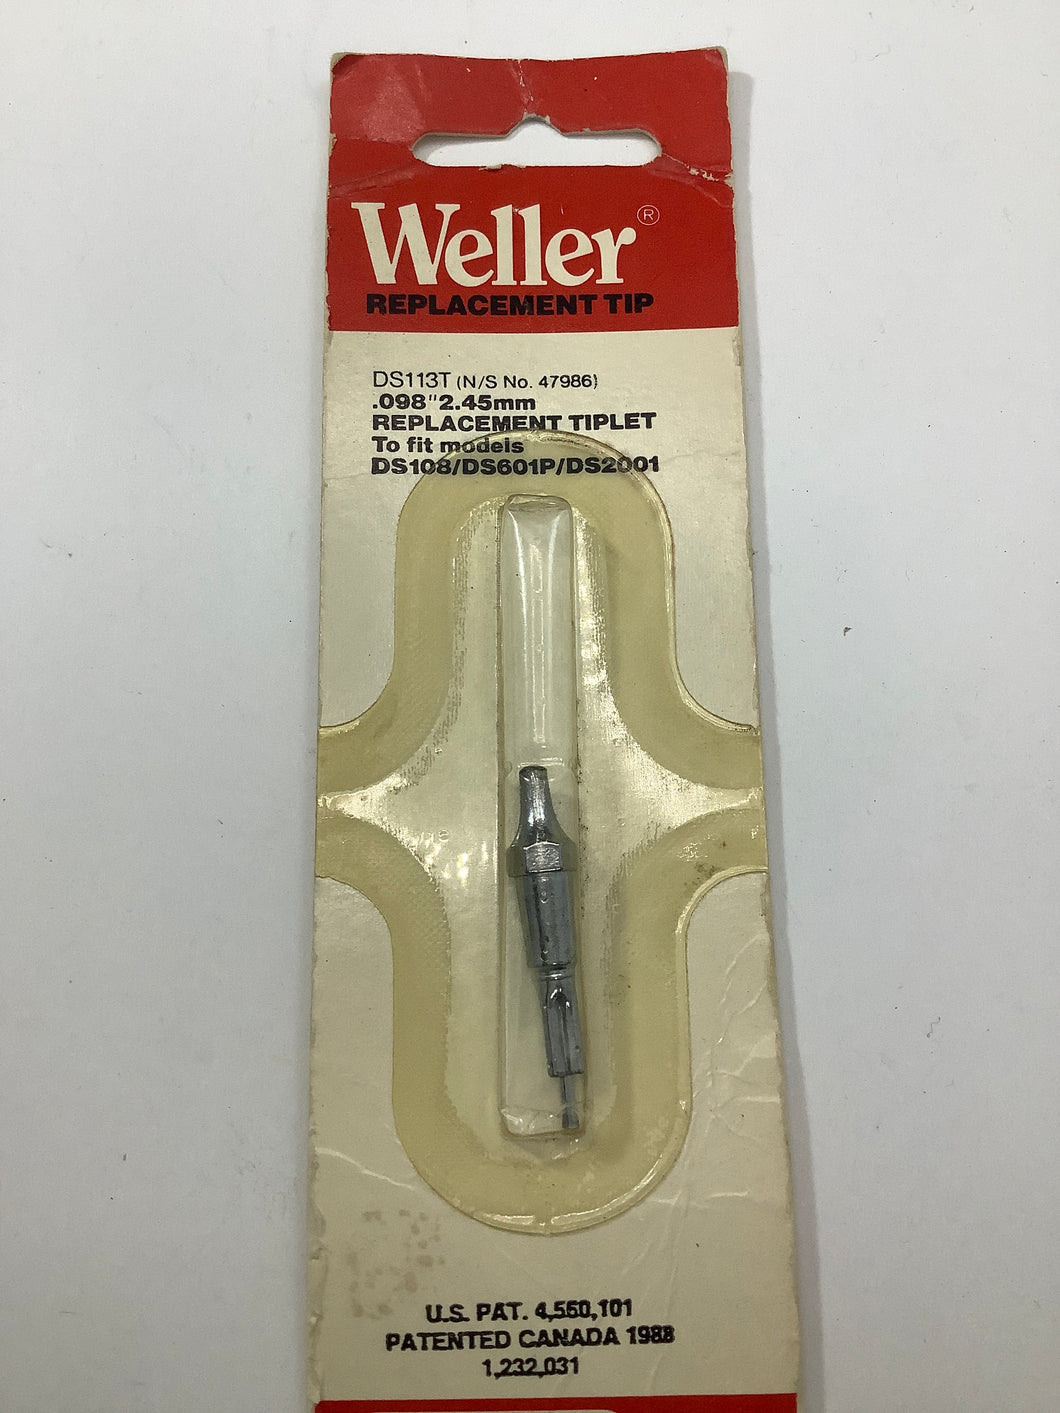 Weller®
REPLACEMENT TIP
DS113T (N/S No. 47986)
.098"2.45mm
REPLACEMENT TIPLET
To fit models
DS108/DS601P/DS2001
U.S. PAT. 4,560,101
PATENTED CANADA 1988
1,232,031